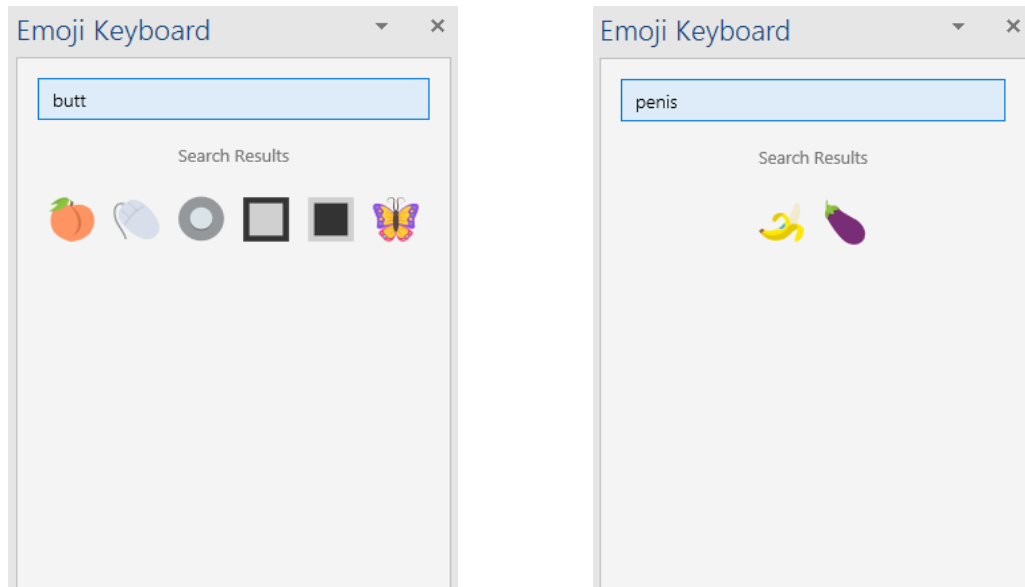 Emoji Keyboard
butt
Search Results
Emoji Keyboard
penis
Search Results